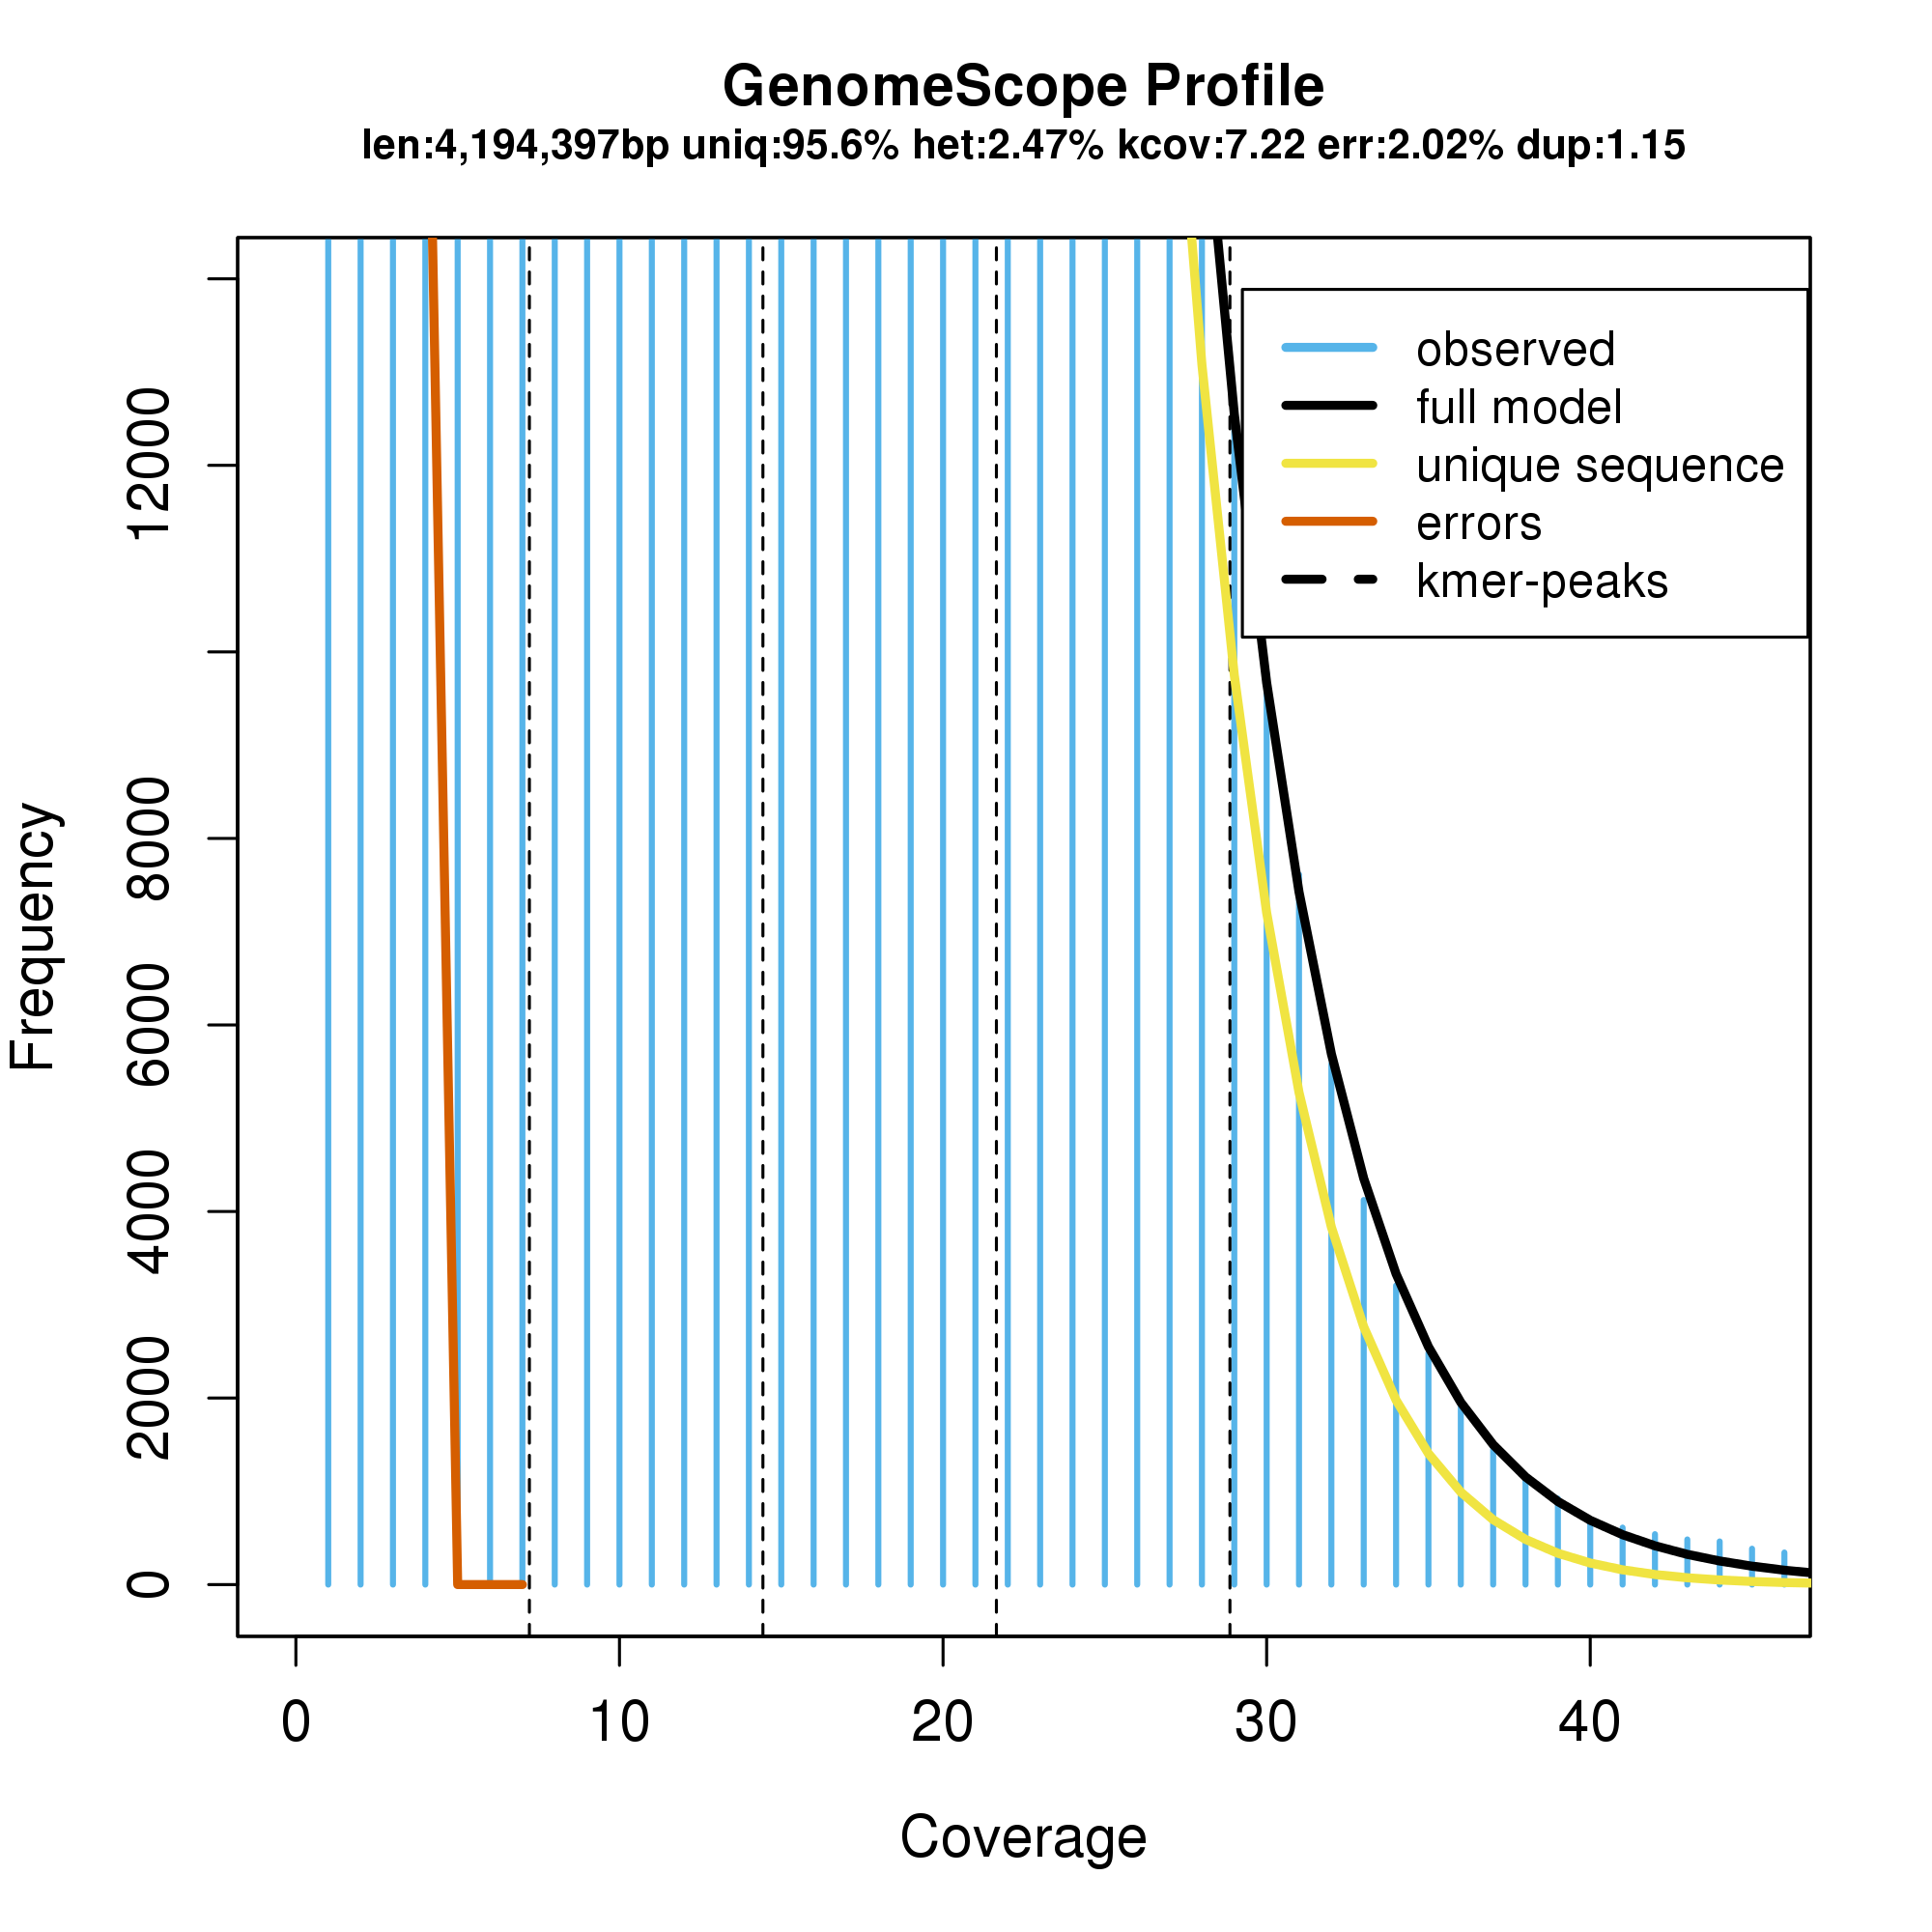 GenomeScope Profile
len:4,194,397bp uniq:95.6% het:2.47% kcov:7.22 err:2.02% dup:1.15
observed
full model
unique sequence
errors
kmer-peaks
12000
8000
6000
4000
2000
0
Frequency
0 10 20 30 40
Coverage